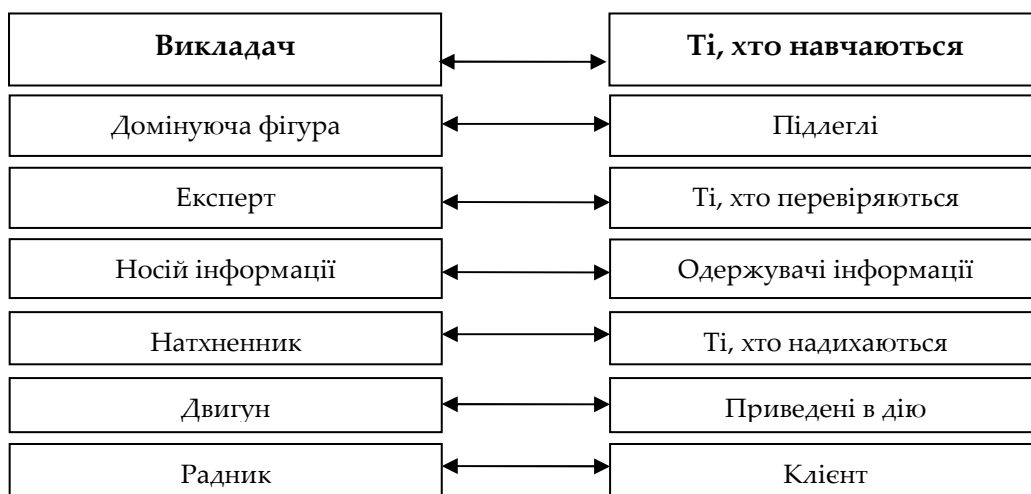 Викладач
Ті, хто навчаються
Домінуюча фігура
Підлеглі
Експерт
Ті, хто перевіряються
Носій інформації
Одержувачі інформації
Натхненник
Ті, хто надихаються
Двигун
Приведені в дію
Радник
Клієнт